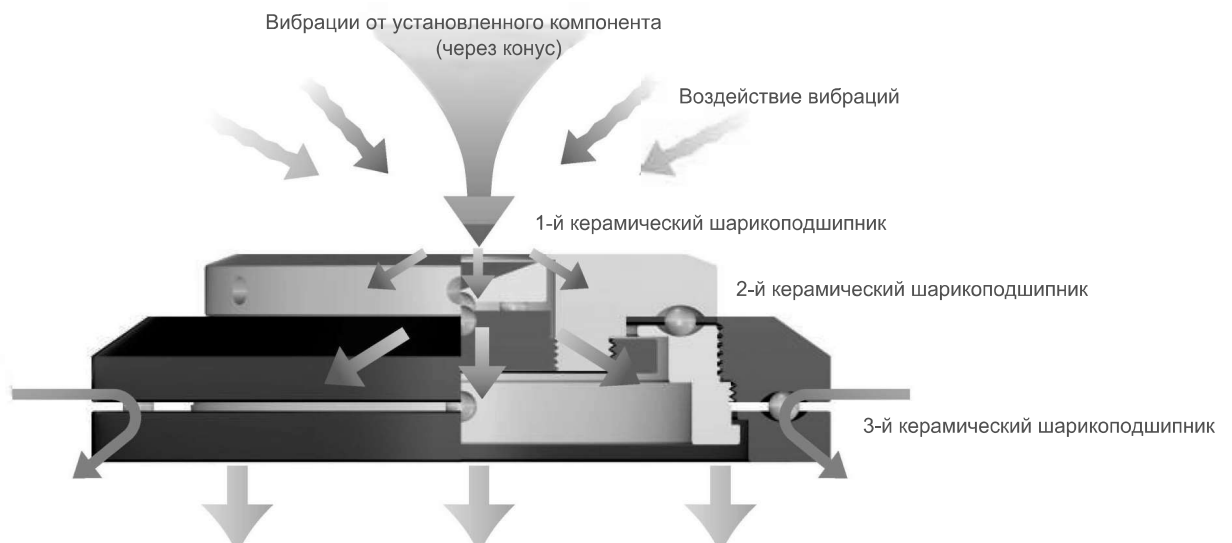 Вибрации от установленного компонента
(через конус)
Воздействие вибраций
1-й керамический шарикоподшипник
2-й керамический шарикоподшипник
3-й керамический шарикоподшипник